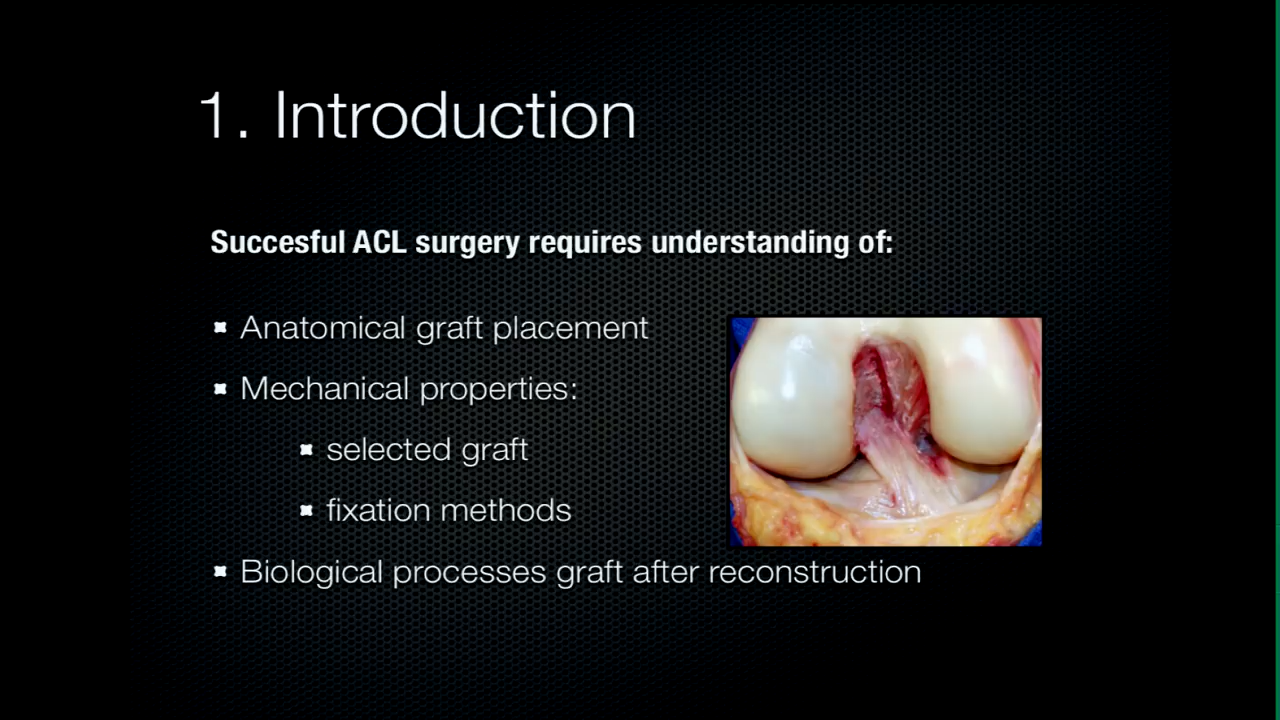 1. Introduction
Succesful ACL surgery requires understanding of:
Anatomical graft placement
Mechanical properties:
selected graft
fixation methods
Biological processes graft after reconstruction